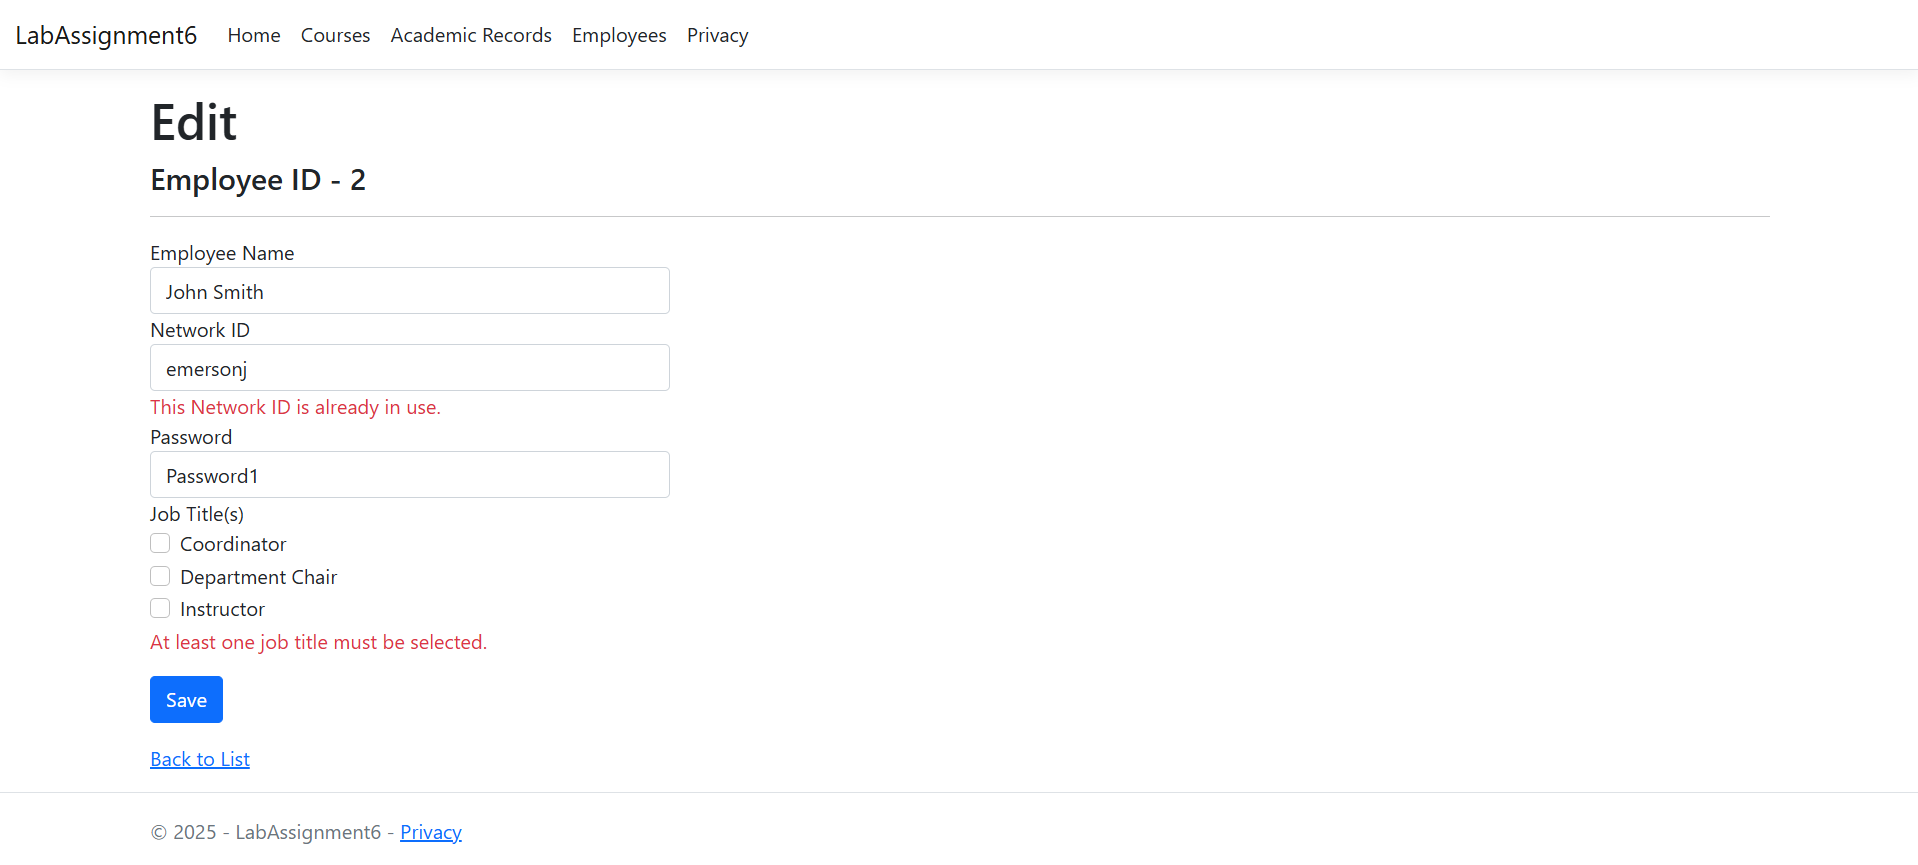 LabAssignment6 Home Courses Academic Records Employees Privacy
Edit
Employee ID - 2
Employee Name
John Smith
Network ID
emersonj
This Network ID is already in use.
Password
Password1
Job Title(s)
Coordinator
Department Chair
Instructor
At least one job title must be selected.
Save
Back to List
© 2025 - LabAssignment6 - Privacy